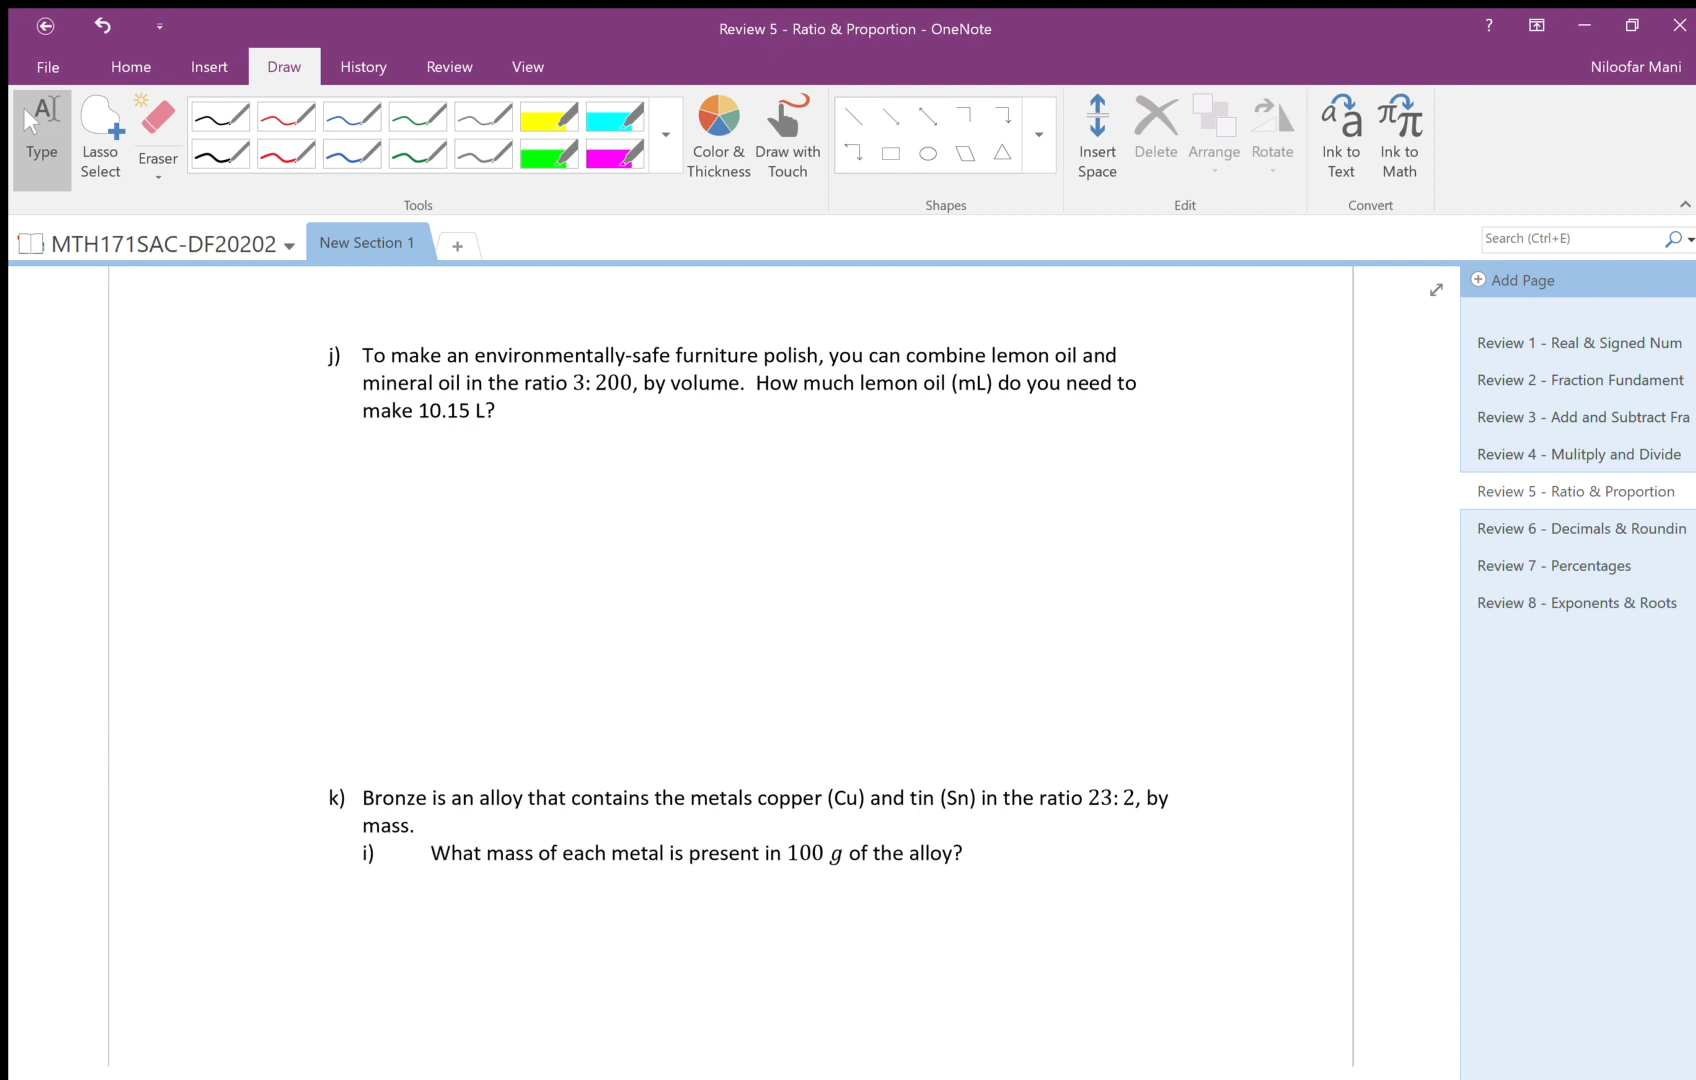 Review 5 - Ratio & Proportion - OneNote
?
File Home Insert Draw History Review View Niloofar Mani
Type
Lasso Select
Eraser
Color & Thickness
Draw with Touch
Insert Space
Delete
Arrange
Rotate
Ink to Text
Ink to Math
Tools Shapes Edit Convert
MTH171SAC-DF20202 New Section 1 + Search (Ctrl+E)
Add Page
Review 1 - Real & Signed Num
Review 2 - Fraction Fundament
Review 3 - Add and Subtract Fra
Review 4 - Mulitply and Divide
Review 5 - Ratio & Proportion
Review 6 - Decimals & Roundin
Review 7 - Percentages
Review 8 - Exponents & Roots
j) To make an environmentally-safe furniture polish, you can combine lemon oil and
mineral oil in the ratio 3: 200, by volume. How much lemon oil (mL) do you need to
make 10.15 L?
k) Bronze is an alloy that contains the metals copper (Cu) and tin (Sn) in the ratio 23: 2, by
mass.
i) What mass of each metal is present in 100 g of the alloy?